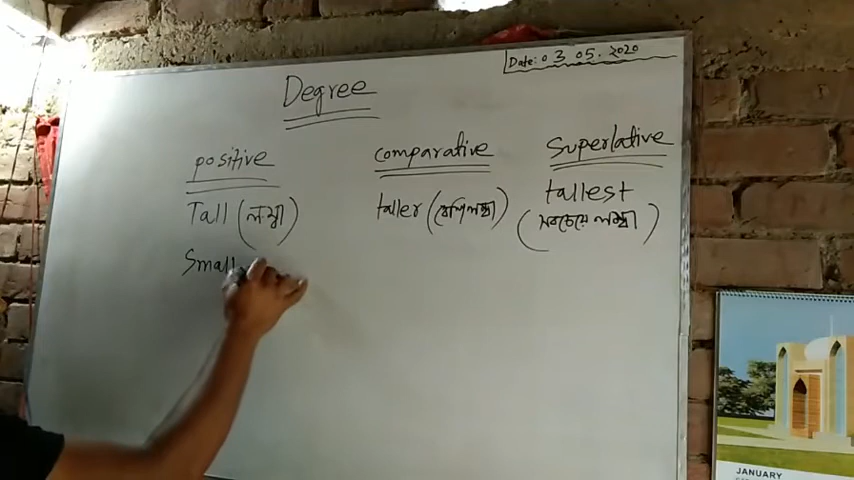 Date: 03.05.2020
Degree
positive comparative Superlative
Tall (লম্বা) taller (বেশি লম্বা) tallest
(সবচেয়ে লম্বা)
Small
JANUARY